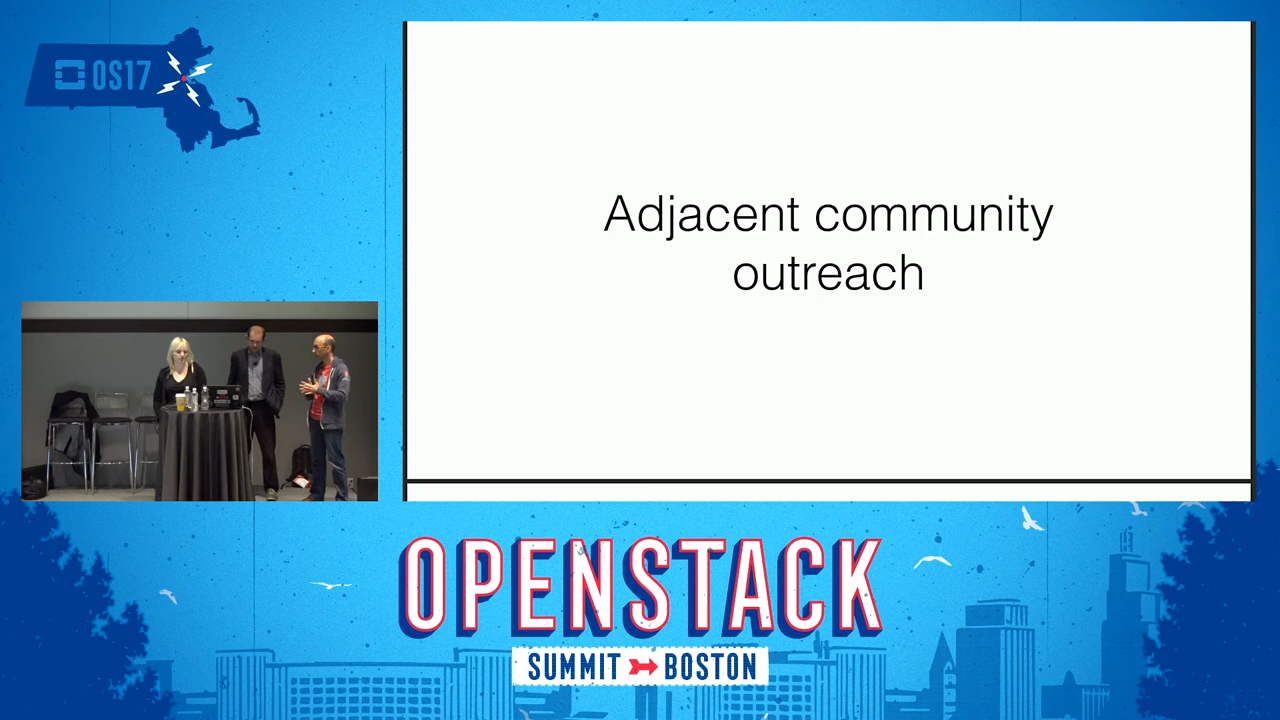 OS17
Adjacent community
outreach
OPENSTACK
SUMMIT BOSTON